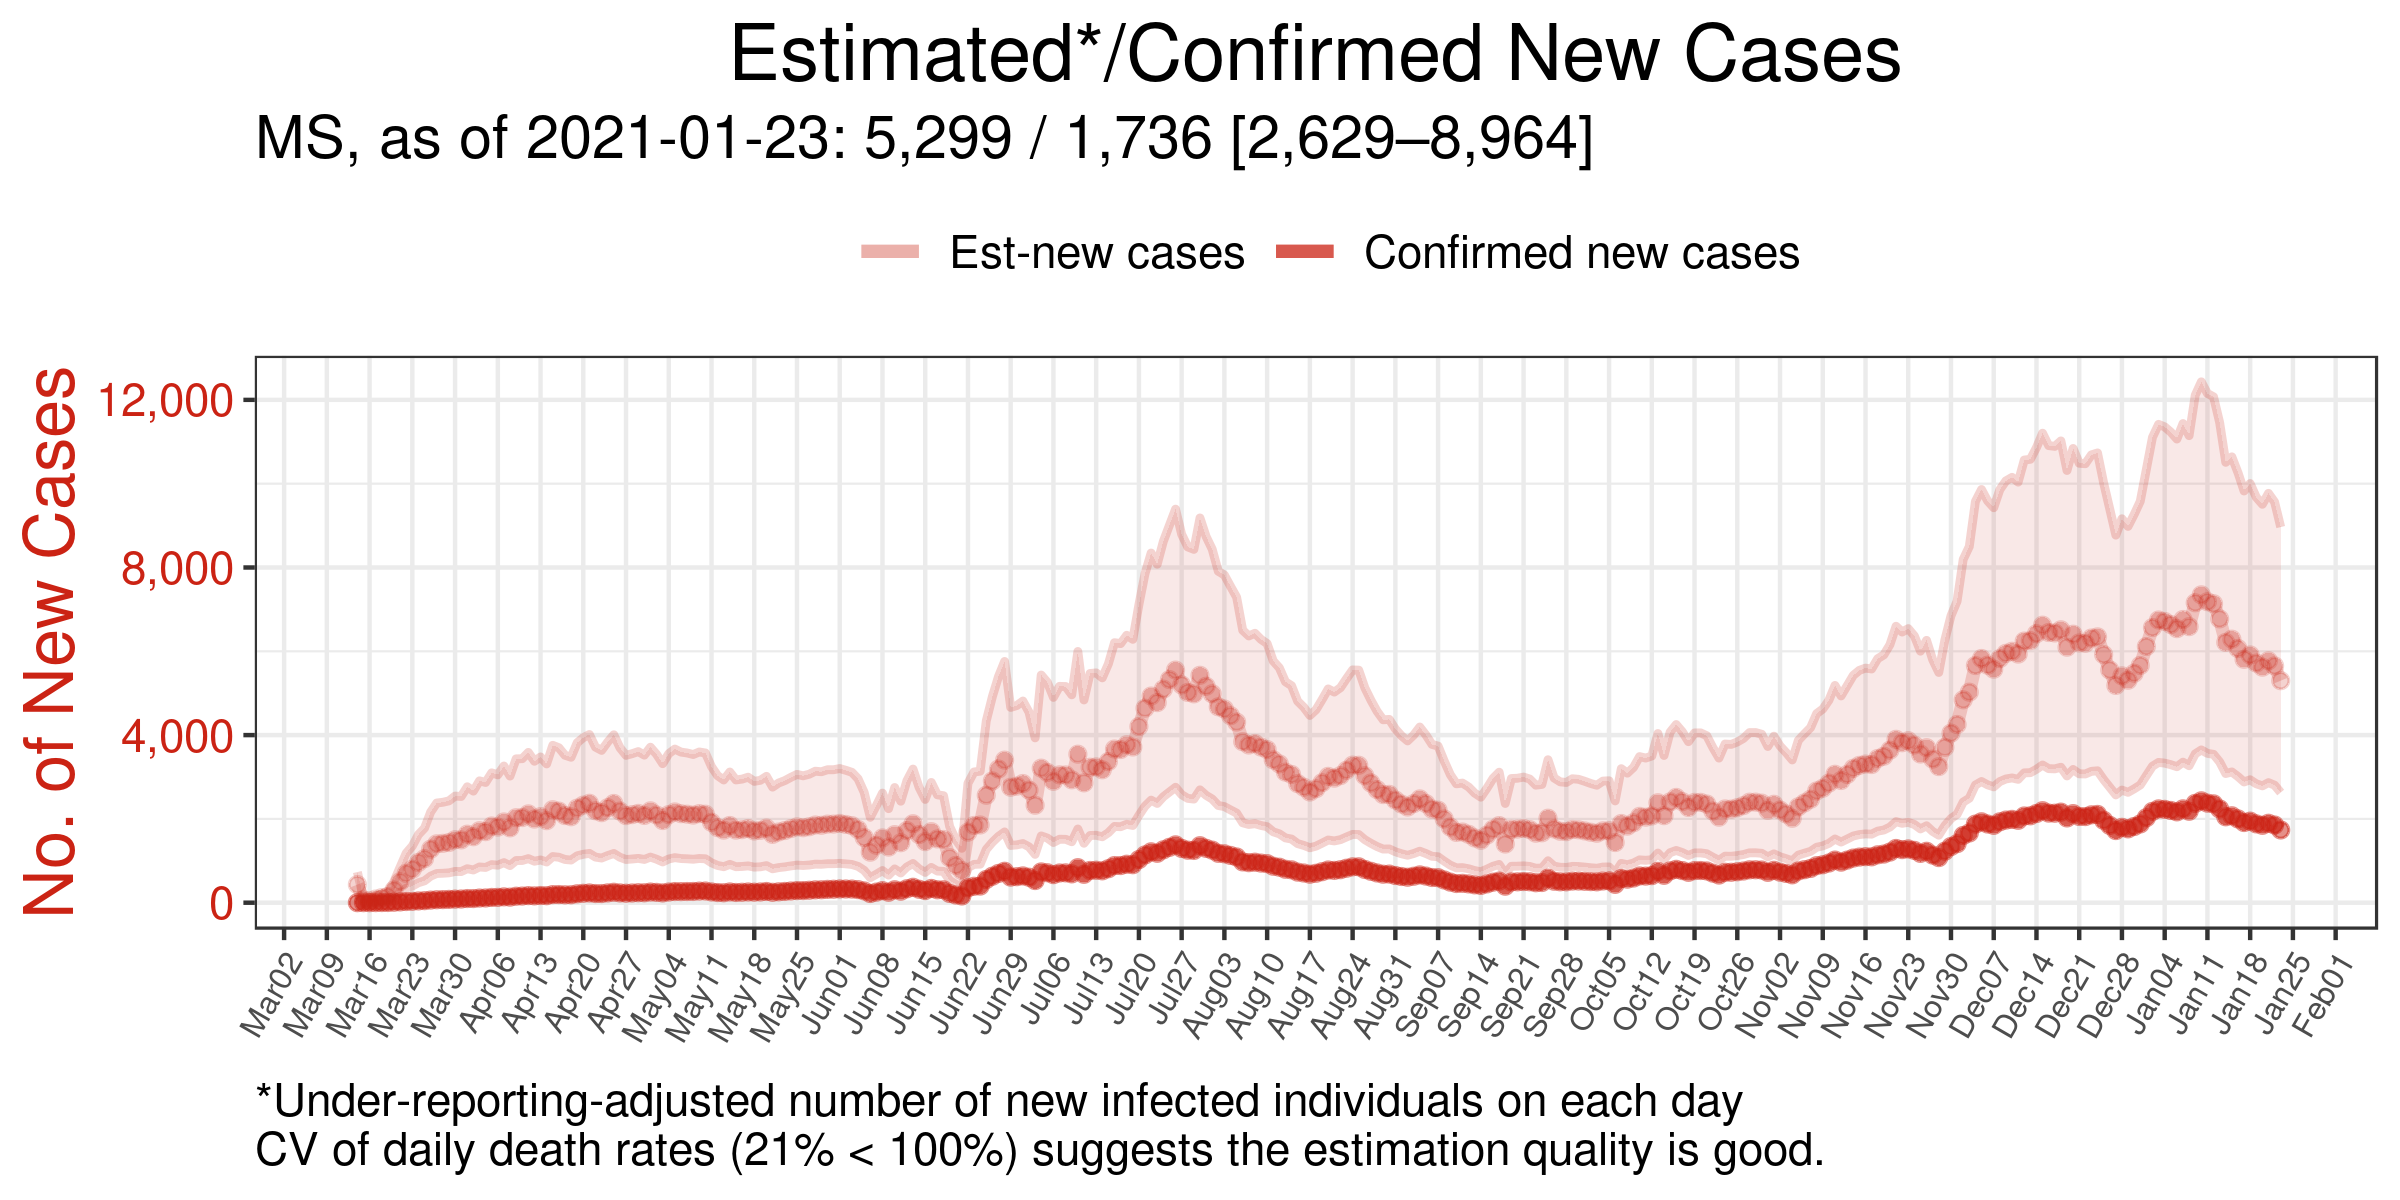 Estimated*/Confirmed New Cases
MS, as of 2021-01-23: 5,299 / 1,736 [2,629–8,964]
Est-new cases
Confirmed new cases
No. of New Cases
12,000
8,000
4,000
0
Mar02
Mar09
Mar16
Mar23
Mar30
Apr06
Apr13
Apr20
Apr27
May04
May11
May18
May25
Jun01
Jun08
Jun15
Jun22
Jun29
Jul06
Jul13
Jul20
Jul27
Aug03
Aug10
Aug17
Aug24
Aug31
Sep07
Sep14
Sep21
Sep28
Oct05
Oct12
Oct19
Oct26
Nov02
Nov09
Nov16
Nov23
Nov30
Dec07
Dec14
Dec21
Dec28
Jan04
Jan11
Jan18
Jan25
Feb01
*Under-reporting-adjusted number of new infected individuals on each day
CV of daily death rates (21% < 100%) suggests the estimation quality is good.